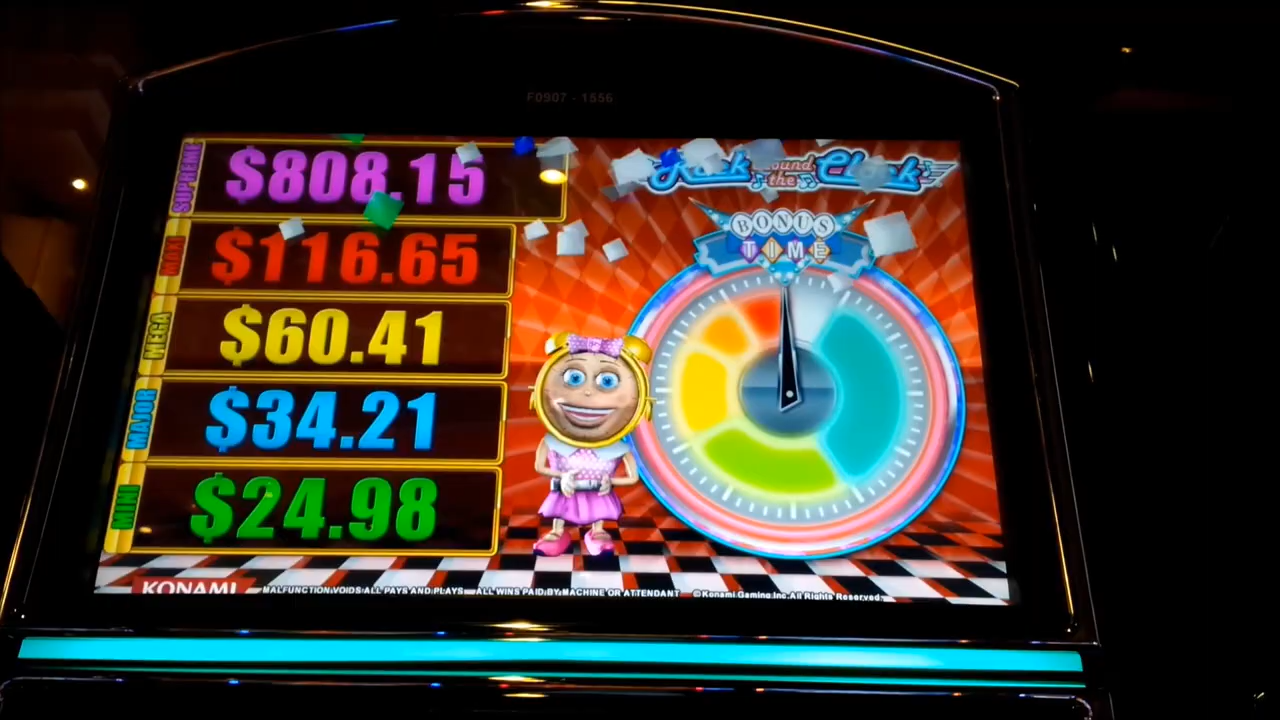 F0907 - 1556
SUPREME
$808.15
MAXI
$116.65
MEGA
$60.41
MAJOR
$34.21
MINI
$24.98
Rock
the
Clock
BONUS
TIME
KONAMI
MALFUNCTION VOIDS ALL PAYS AND PLAYS
ALL WINS PAID BY MACHINE OR ATTENDANT
©Konami Gaming, Inc. All Rights Reserved.